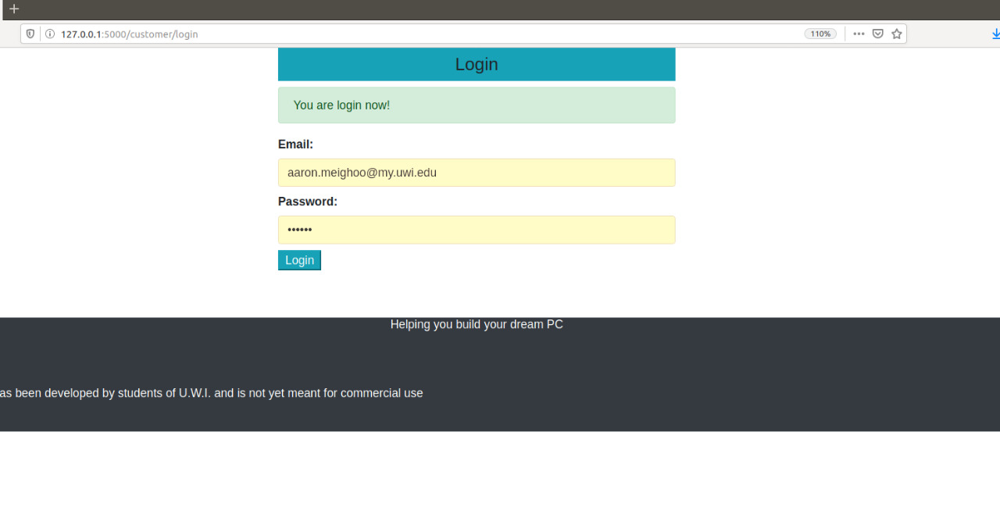 127.0.0.1:5000/customer/login
110%
Login
You are login now!
Email:
aaron.meighoo@my.uwi.edu
Password:
••••••
Login
Helping you build your dream PC
as been developed by students of U.W.I. and is not yet meant for commercial use